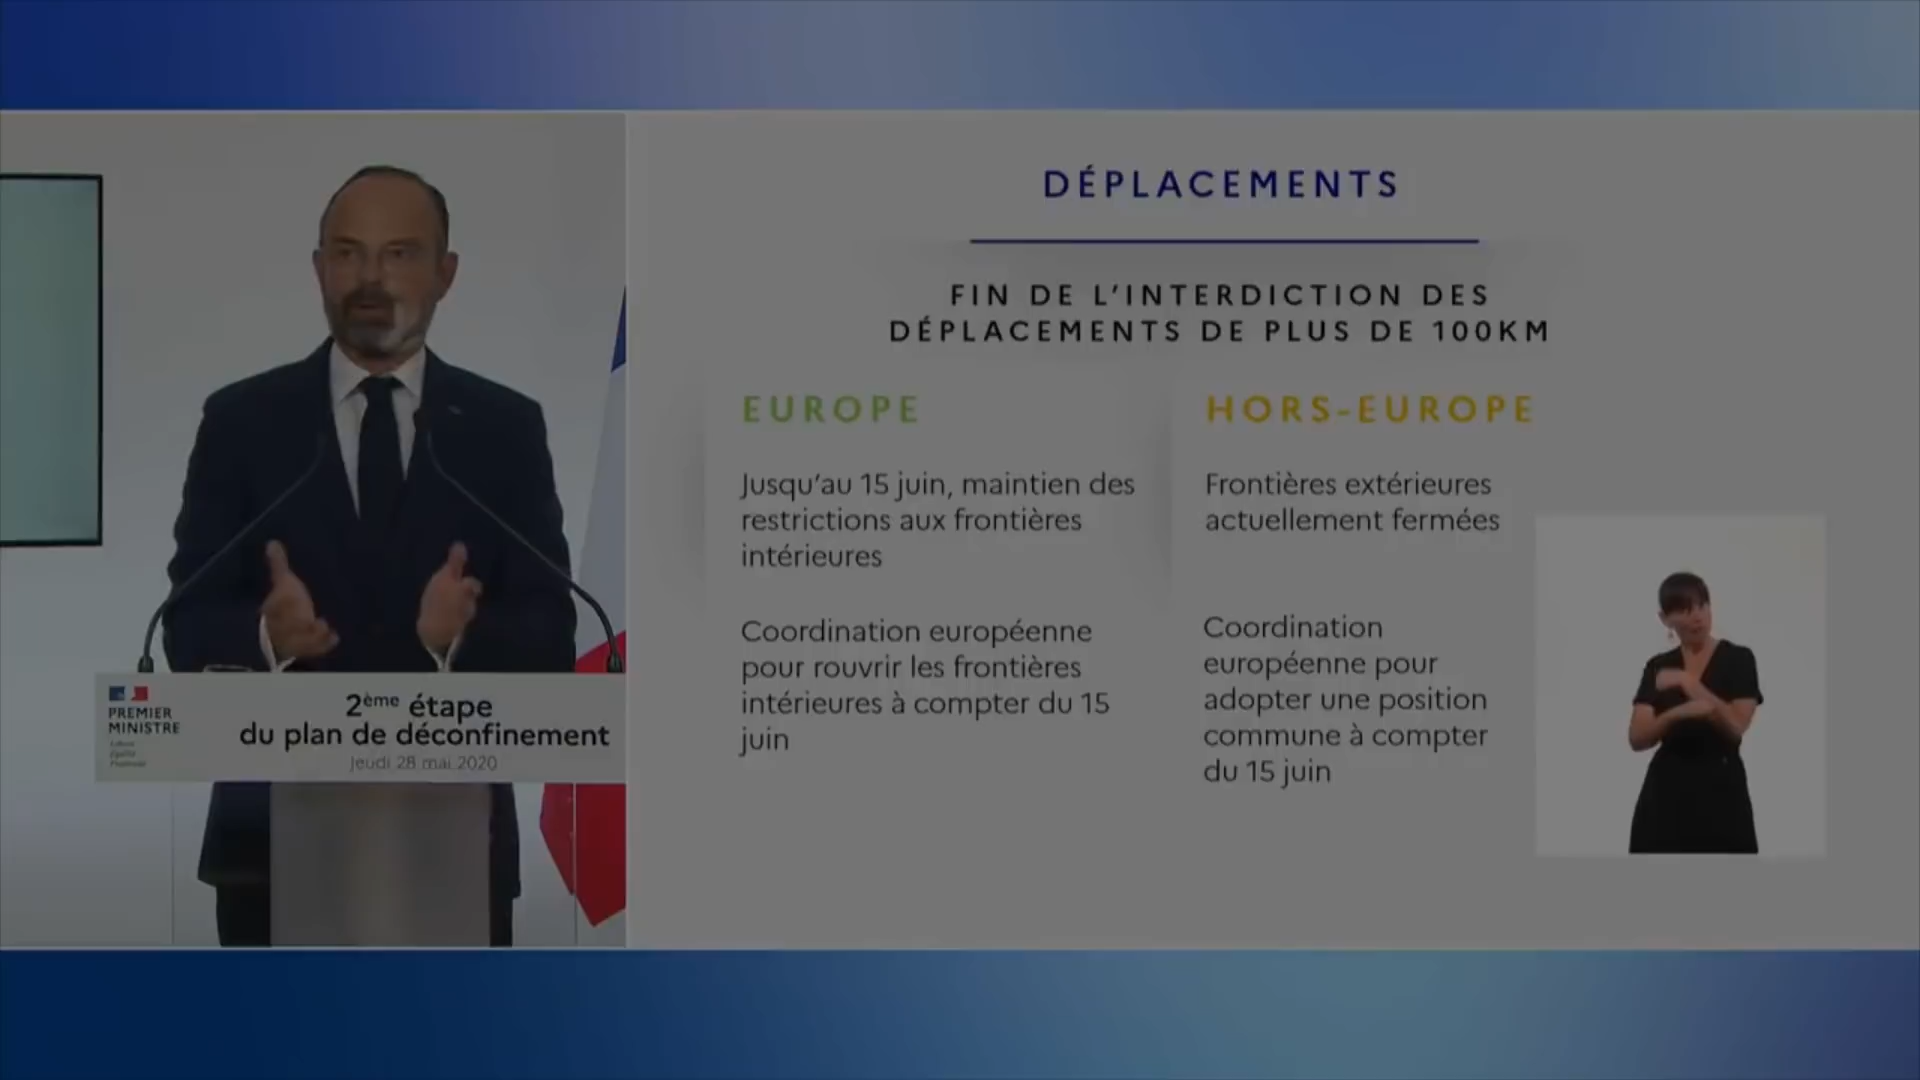 DÉPLACEMENTS
FIN DE L'INTERDICTION DES
DÉPLACEMENTS DE PLUS DE 100KM
EUROPE
Jusqu'au 15 juin, maintien des
restrictions aux frontières
intérieures
Coordination européenne
pour rouvrir les frontières
intérieures à compter du 15
juin
HORS-EUROPE
Frontières extérieures
actuellement fermées
Coordination
européenne pour
adopter une position
commune à compter
du 15 juin
PREMIER
MINISTRE
2ème étape
du plan de déconfinement
Jeudi 28 mai 2020